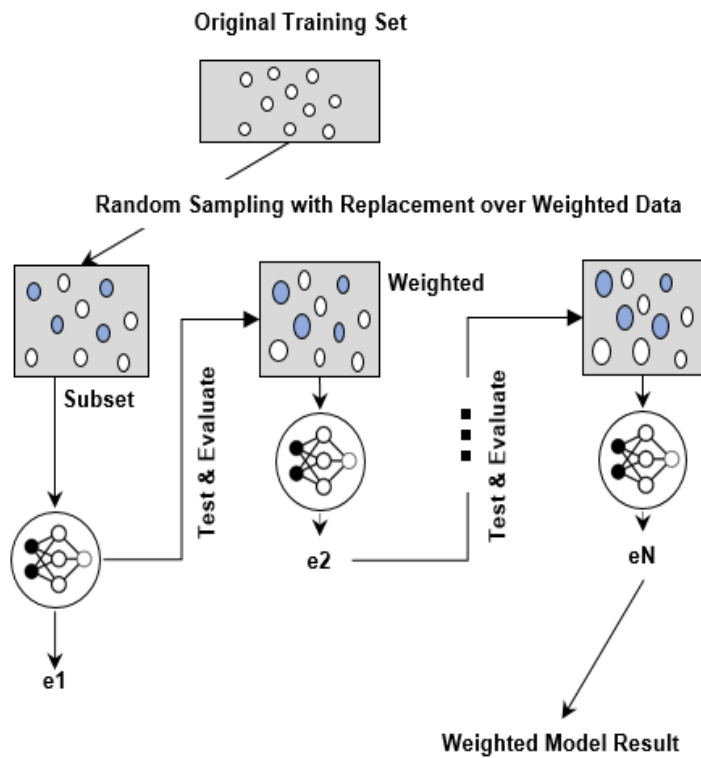 Original Training Set
Random Sampling with Replacement over Weighted Data
Weighted
Subset
Test & Evaluate
Test & Evaluate
e1
e2
eN
Weighted Model Result